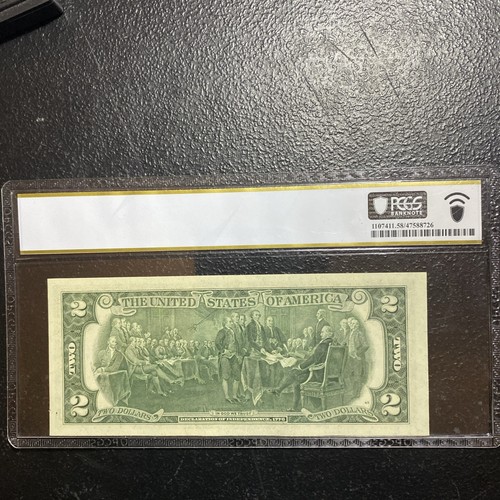 PCGS
BANKNOTE
1107411.58/47588726
2 THE UNITED STATES OF AMERICA 2
TWO TWO
2 IN GOD WE TRUST 2
TWO DOLLARS DECLARATION OF INDEPENDENCE, 1776 TWO DOLLARS